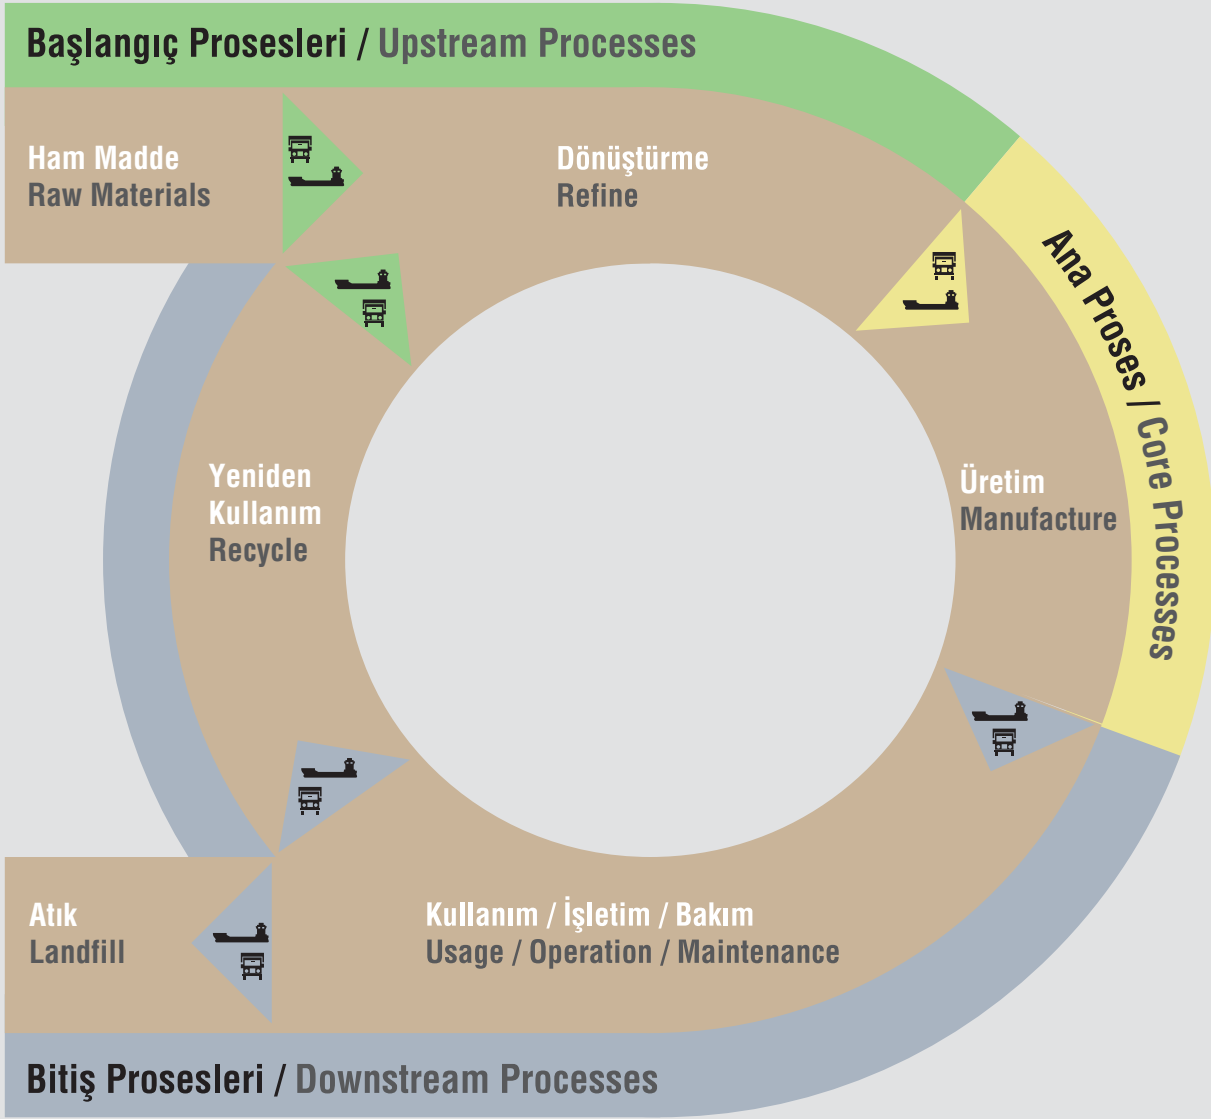 Başlangıç Prosesleri / Upstream Processes
Ham Madde
Raw Materials
Dönüştürme
Refine
Ana Proses / Core Processes
Yeniden
Kullanım
Recycle
Üretim
Manufacture
Atık
Landfill
Kullanım / İşletim / Bakım
Usage / Operation / Maintenance
Bitiş Prosesleri / Downstream Processes